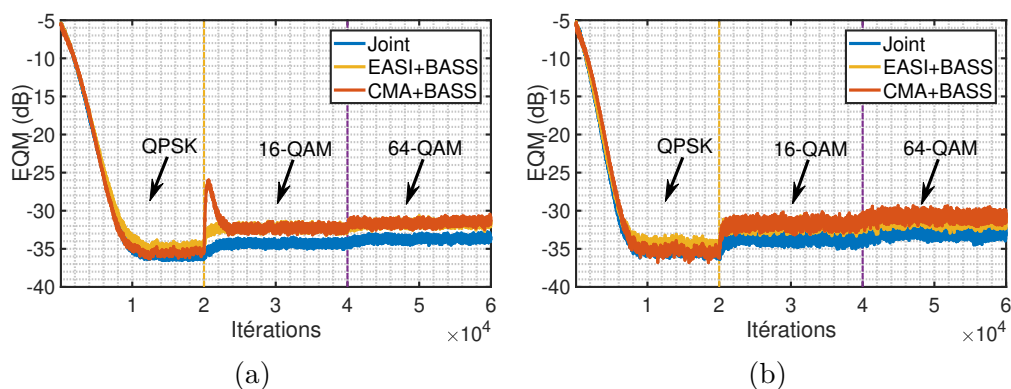 -5
-10
-15
-20
-25
-30
-35
-40
EQM (dB)
Joint
EASI+BASS
CMA+BASS
QPSK
16-QAM
64-QAM
1 2 3 4 5 6
Itérations
×10^4
(a)
-5
-10
-15
-20
-25
-30
-35
-40
EQM (dB)
Joint
EASI+BASS
CMA+BASS
QPSK
16-QAM
64-QAM
1 2 3 4 5 6
Itérations
×10^4
(b)